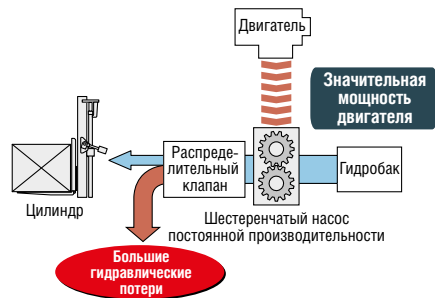 Двигатель
Значительная
мощность
двигателя
Распреде-
лительный
клапан
Гидробак
Цилиндр
Шестеренчатый насос
постоянной производительности
Большие
гидравлические
потери